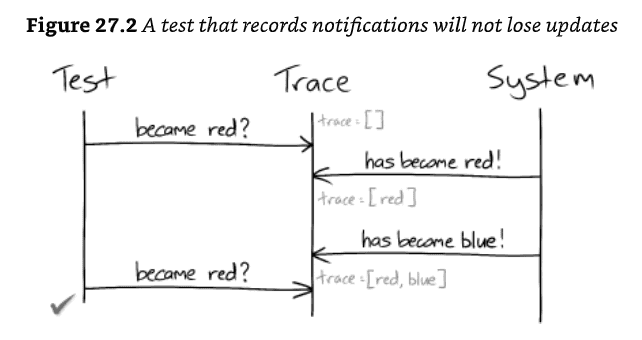 Figure 27.2 A test that records notifications will not lose updates
Test Trace System
trace = []
became red?
has become red!
trace = [red]
has become blue!
became red?
trace = [red, blue]